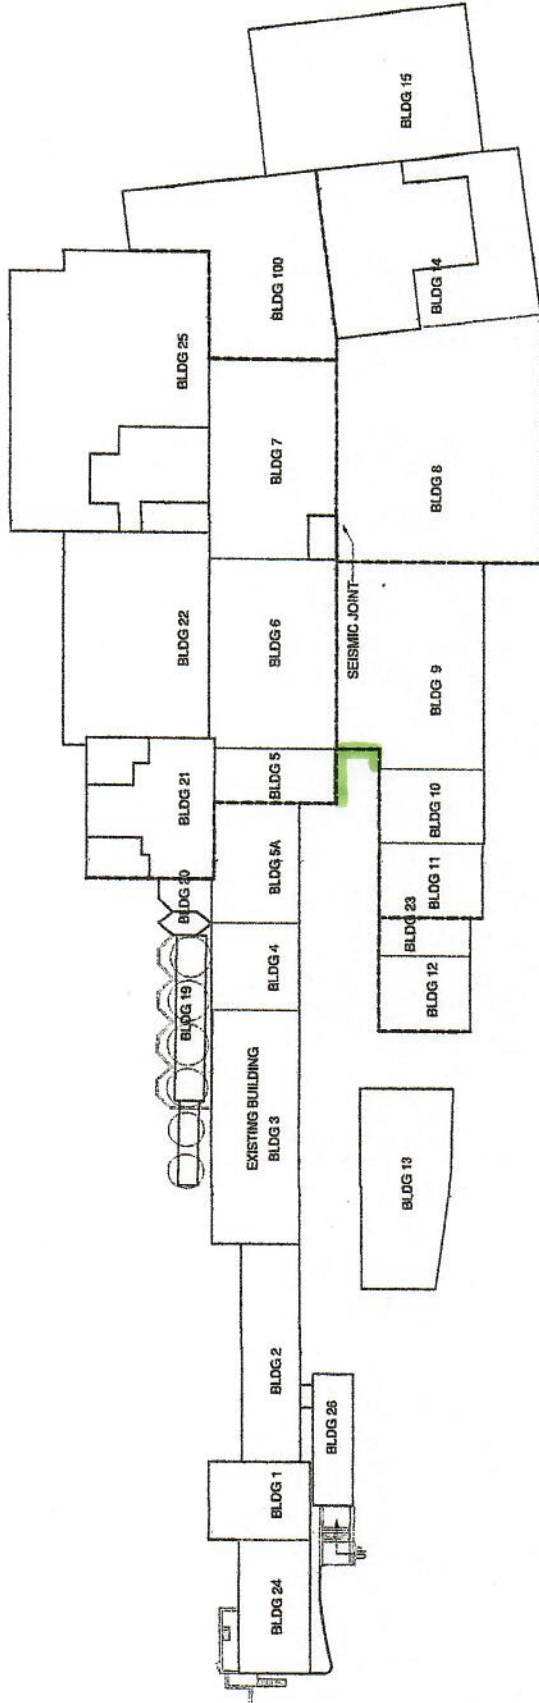 BLDG 15
BLDG 14
BLDG 100
BLDG 25
BLDG 7
BLDG 8
SEISMIC JOINT
BLDG 22
BLDG 6
BLDG 9
BLDG 21
BLDG 5
BLDG 10
BLDG 20
BLDG 5A
BLDG 11
BLDG 23
BLDG 19
BLDG 4
BLDG 12
EXISTING BUILDING
BLDG 3
BLDG 13
BLDG 2
BLDG 26
BLDG 1
BLDG 24
UP